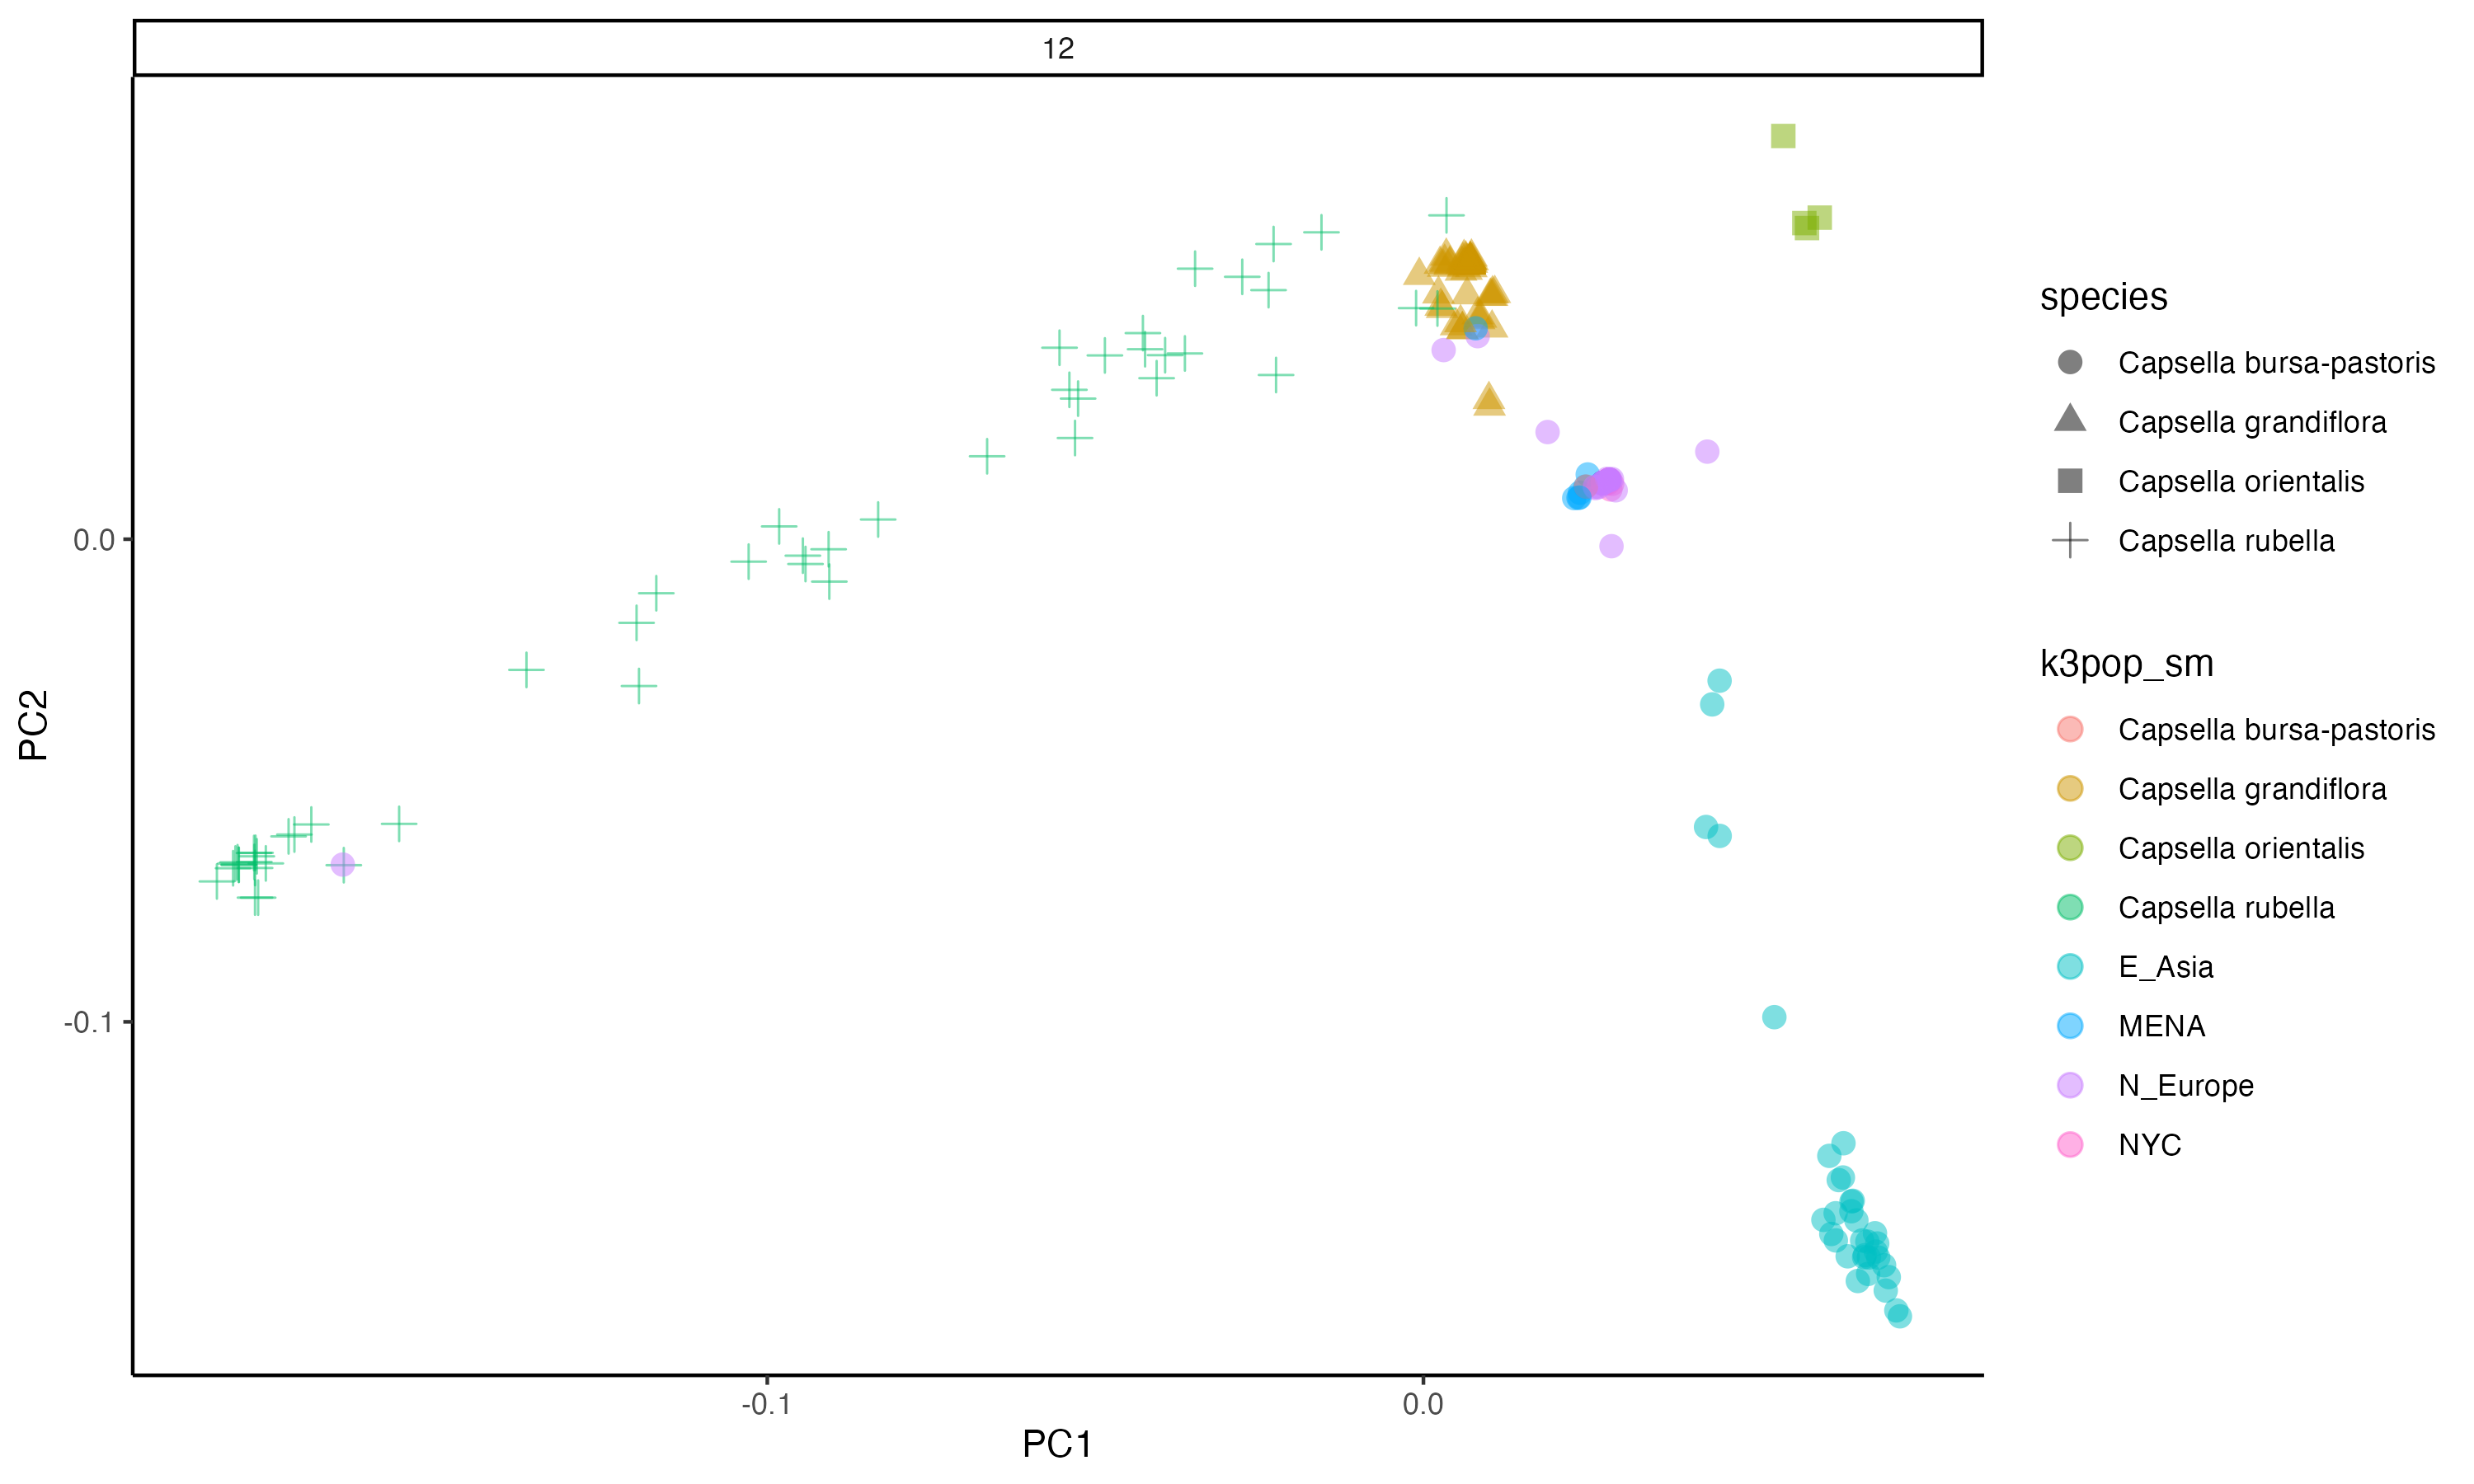 12
0.0
-0.1
PC2
-0.1
0.0
PC1
species
Capsella bursa-pastoris
Capsella grandiflora
Capsella orientalis
Capsella rubella
k3pop_sm
Capsella bursa-pastoris
Capsella grandiflora
Capsella orientalis
Capsella rubella
E_Asia
MENA
N_Europe
NYC